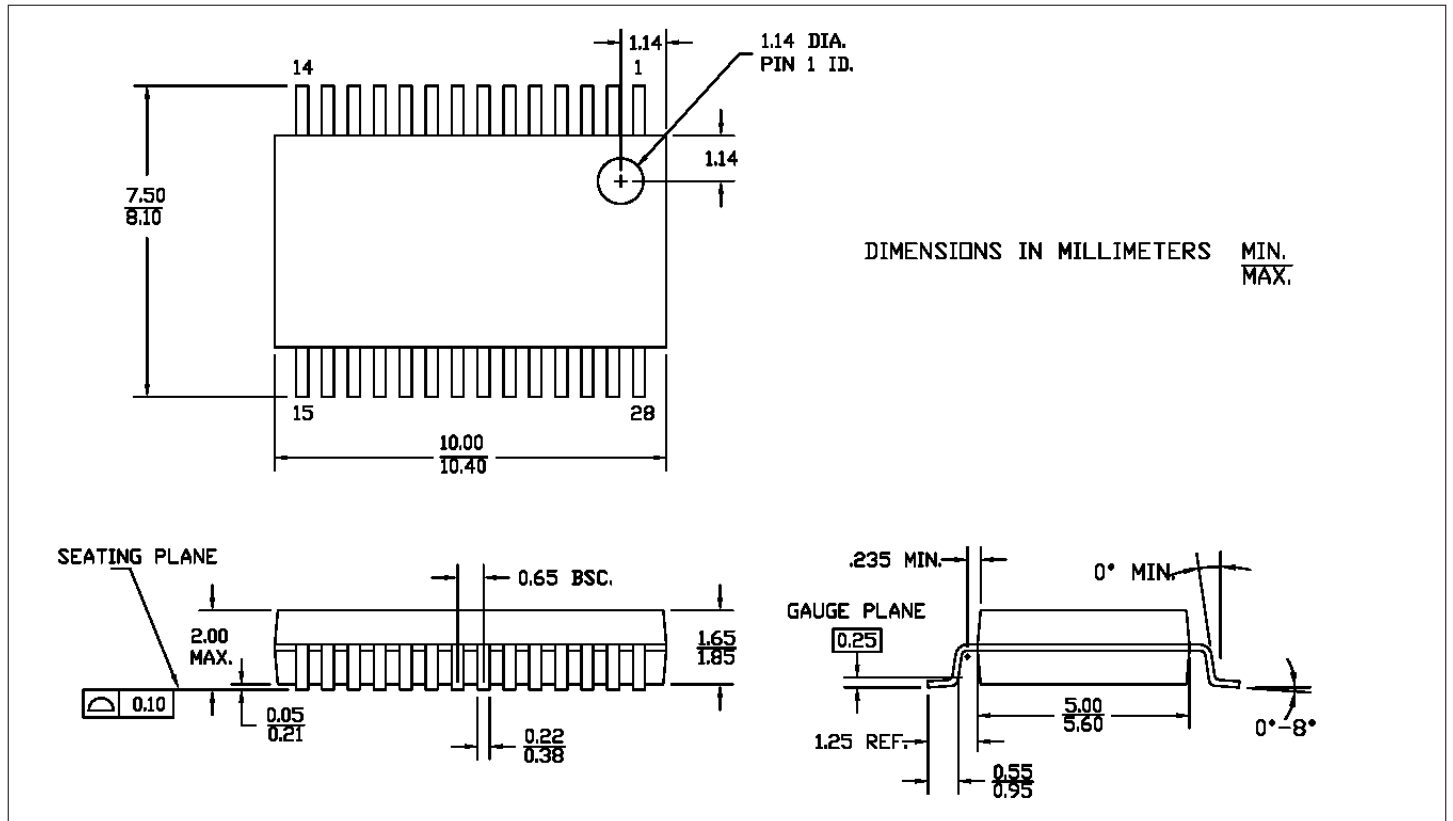 1.14
1.14 DIA.
PIN 1 ID.
14
1
1.14
7.50
8.10
DIMENSIONS IN MILLIMETERS MIN.
MAX.
15
28
10.00
10.40
SEATING PLANE
0.65 BSC.
.235 MIN.
0° MIN.
GAUGE PLANE
0.25
2.00
MAX.
1.65
1.85
0.10
0.05
0.21
0.22
0.38
5.00
5.60
0°-8°
1.25 REF.
0.55
0.95